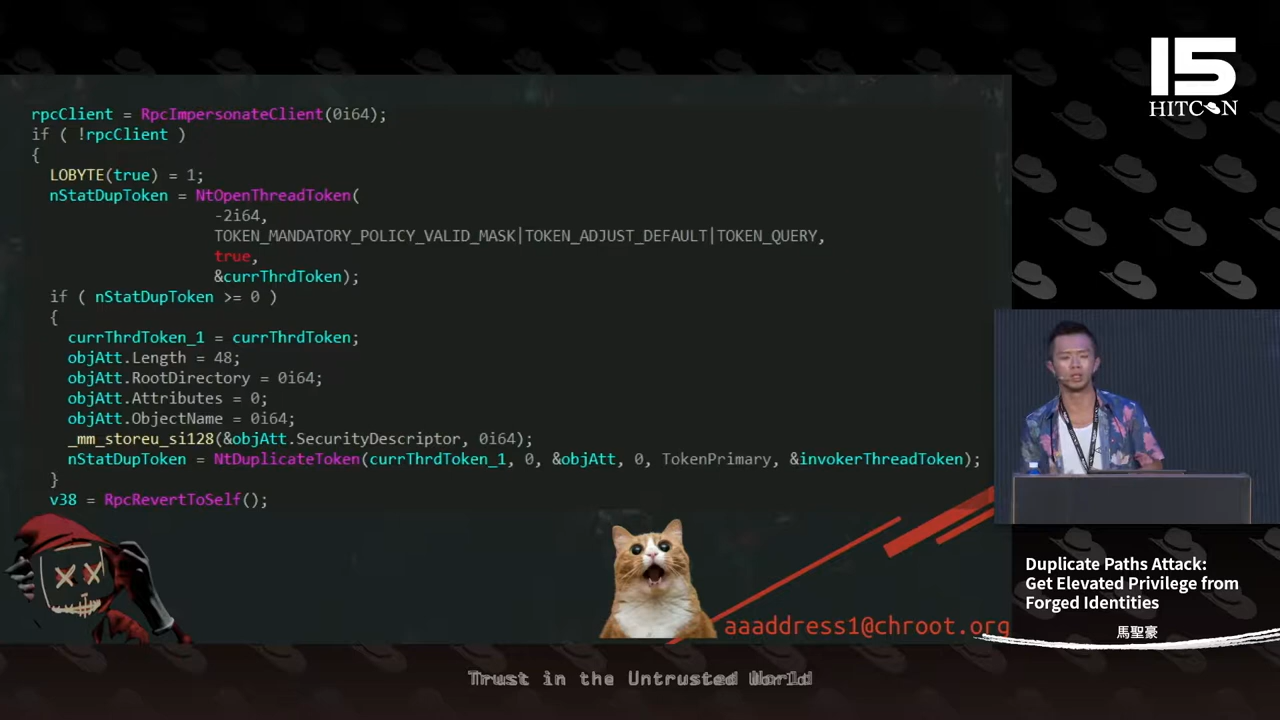 15
HITCON
rpcClient = RpcImpersonateClient(0i64);
if ( !rpcClient )
{
LOBYTE(true) = 1;
nStatDupToken = NtOpenThreadToken(
-2i64,
TOKEN_MANDATORY_POLICY_VALID_MASK|TOKEN_ADJUST_DEFAULT|TOKEN_QUERY,
true,
&currThrdToken);
if ( nStatDupToken >= 0 )
{
currThrdToken_1 = currThrdToken;
objAtt.Length = 48;
objAtt.RootDirectory = 0i64;
objAtt.Attributes = 0;
objAtt.ObjectName = 0i64;
_mm_storeu_si128(&objAtt.SecurityDescriptor, 0i64);
nStatDupToken = NtDuplicateToken(currThrdToken_1, 0, &objAtt, 0, TokenPrimary, &invokerThreadToken);
}
v38 = RpcRevertToSelf();
aaaddress1@chroot.org
Duplicate Paths Attack:
Get Elevated Privilege from
Forged Identities
馬聖豪
Trust in the Untrusted World